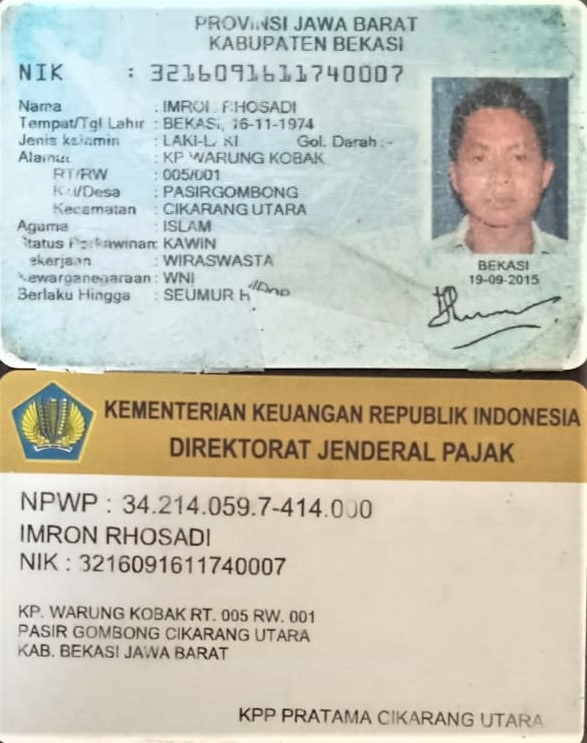 PROVINSI JAWA BARAT
KABUPATEN BEKASI
NIK : 3216091611740007
Nama : IMRON RHOSADI
Tempat/Tgl Lahir : BEKASI, 16-11-1974
Jenis kelamin : LAKI-LAKI Gol. Darah : -
Alamat : KP WARUNG KOBAK
RT/RW : 005/001
Kel/Desa : PASIRGOMBONG
Kecamatan : CIKARANG UTARA
Agama : ISLAM
Status Perkawinan: KAWIN
Pekerjaan : WIRASWASTA
Kewarganegaraan: WNI
Berlaku Hingga : SEUMUR HIDUP
BEKASI
19-09-2015
KEMENTERIAN KEUANGAN REPUBLIK INDONESIA
DIREKTORAT JENDERAL PAJAK
NPWP : 34.214.059.7-414.000
IMRON RHOSADI
NIK : 3216091611740007
KP. WARUNG KOBAK RT. 005 RW. 001
PASIR GOMBONG CIKARANG UTARA
KAB. BEKASI JAWA BARAT
KPP PRATAMA CIKARANG UTARA